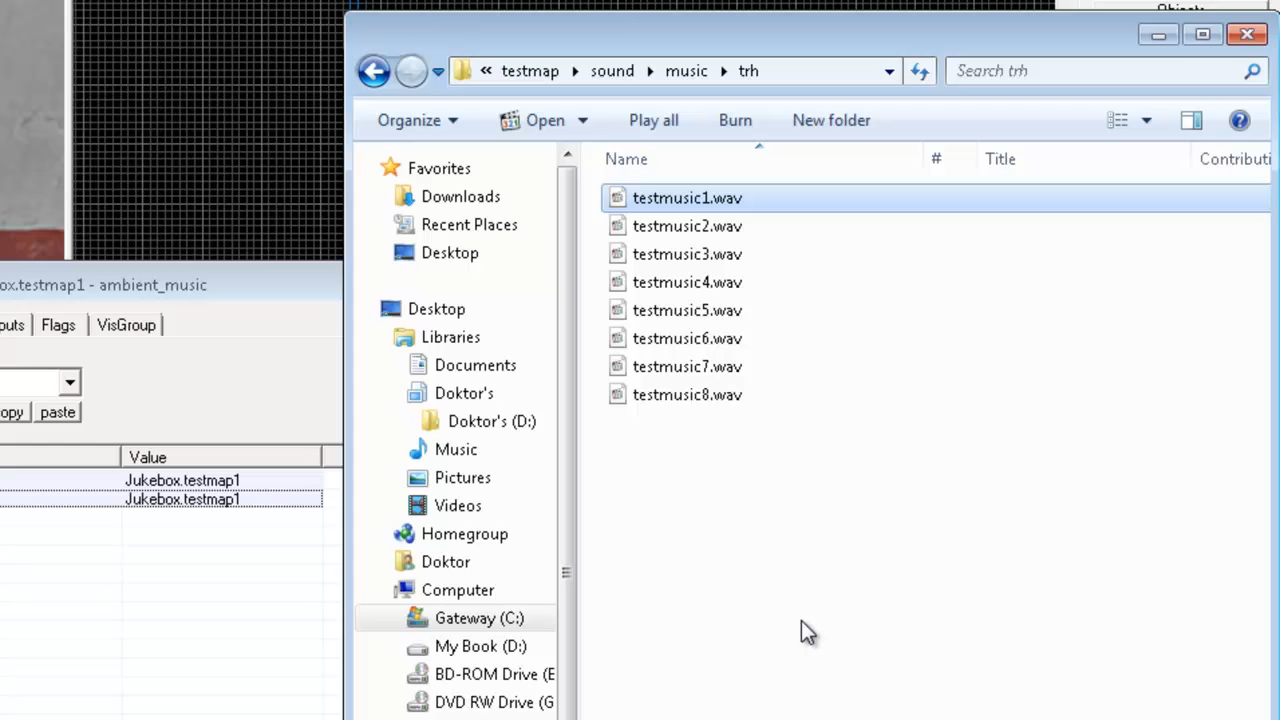 Objects
« testmap sound music trh
Search trh
Organize Open Play all Burn New folder
Name # Title Contributi
Favorites
Downloads
Recent Places
Desktop
Desktop
Libraries
Documents
Doktor's
Doktor's (D:)
Music
Pictures
Videos
Homegroup
Doktor
Computer
Gateway (C:)
My Book (D:)
BD-ROM Drive (E
DVD RW Drive (G
testmusic1.wav
testmusic2.wav
testmusic3.wav
testmusic4.wav
testmusic5.wav
testmusic6.wav
testmusic7.wav
testmusic8.wav
ox.testmap1 - ambient_music
puts Flags VisGroup
opy paste
Value
Jukebox.testmap1
Jukebox.testmap1